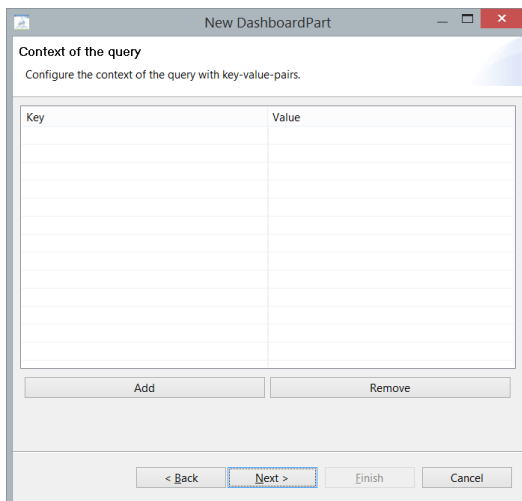 New DashboardPart
Context of the query
Configure the context of the query with key-value-pairs.
Key Value
Add Remove
< Back Next > Finish Cancel